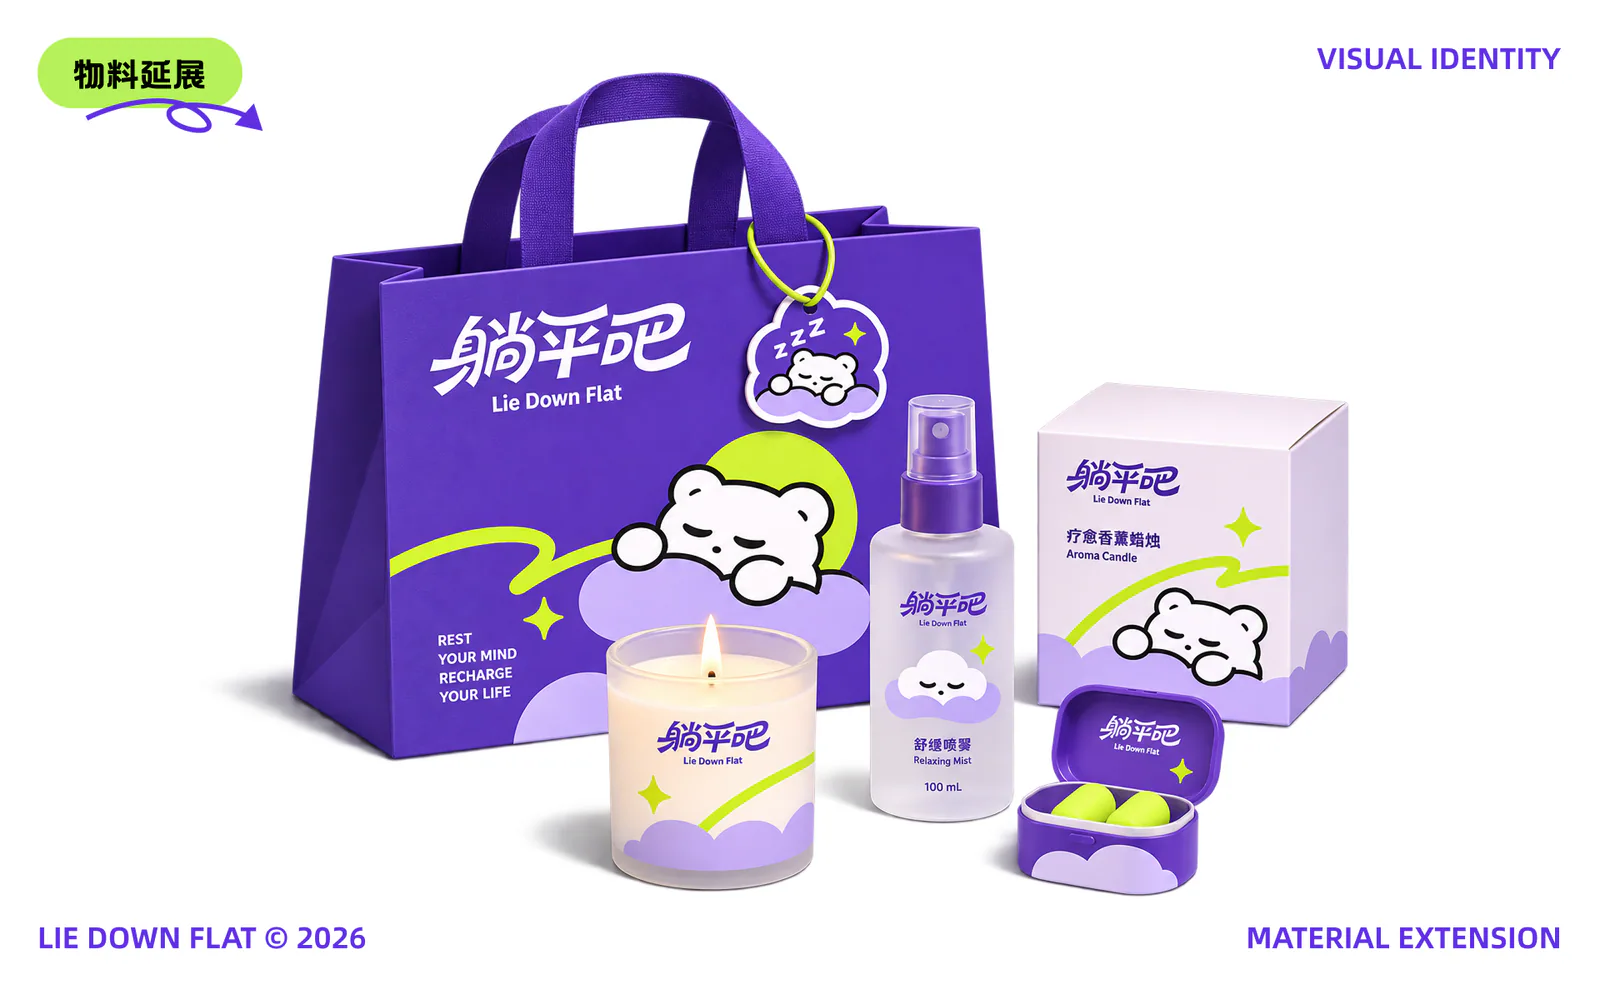 物料延展
VISUAL IDENTITY
躺平吧
Lie Down Flat
zzz
REST
YOUR MIND
RECHARGE
YOUR LIFE
躺平吧
Lie Down Flat
躺平吧
Lie Down Flat
舒缓喷雾
Relaxing Mist
100 mL
躺平吧
Lie Down Flat
疗愈香薰蜡烛
Aroma Candle
躺平吧
Lie Down Flat
LIE DOWN FLAT © 2026
MATERIAL EXTENSION